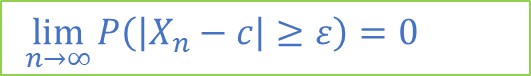 lim n→∞ P(|Xₙ − c| ≥ ε) = 0